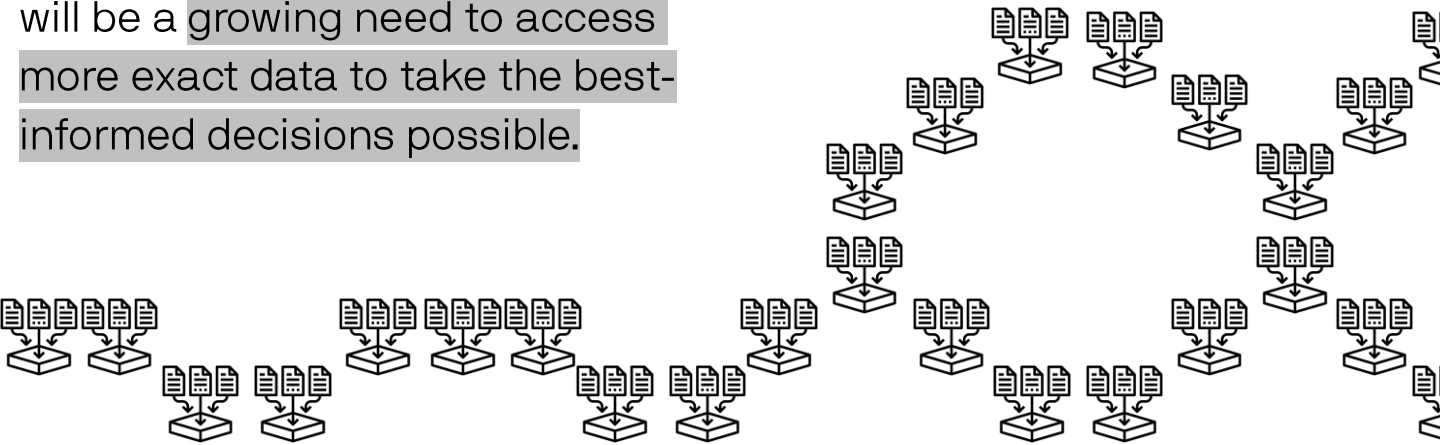 will be a growing need to access
more exact data to take the best-
informed decisions possible.